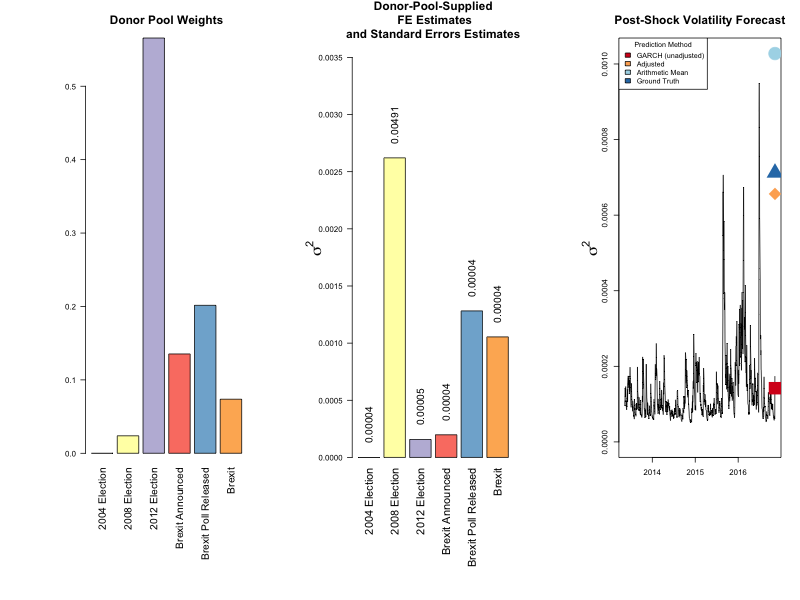 Donor Pool Weights
0.5
0.4
0.3
0.2
0.1
0.0
2004 Election
2008 Election
2012 Election
Brexit Announced
Brexit Poll Released
Brexit
Donor-Pool-Supplied
FE Estimates
and Standard Errors Estimates
σ2
0.0035
0.0030
0.0025
0.0020
0.0015
0.0010
0.0005
0.0000
0.00004
0.00491
0.00005
0.00004
0.00004
0.00004
2004 Election
2008 Election
2012 Election
Brexit Announced
Brexit Poll Released
Brexit
Post-Shock Volatility Forecast
σ2
0.0010
0.0008
0.0006
0.0004
0.0002
0.0000
Prediction Method
GARCH (unadjusted)
Adjusted
Arithmetic Mean
Ground Truth
2014
2015
2016